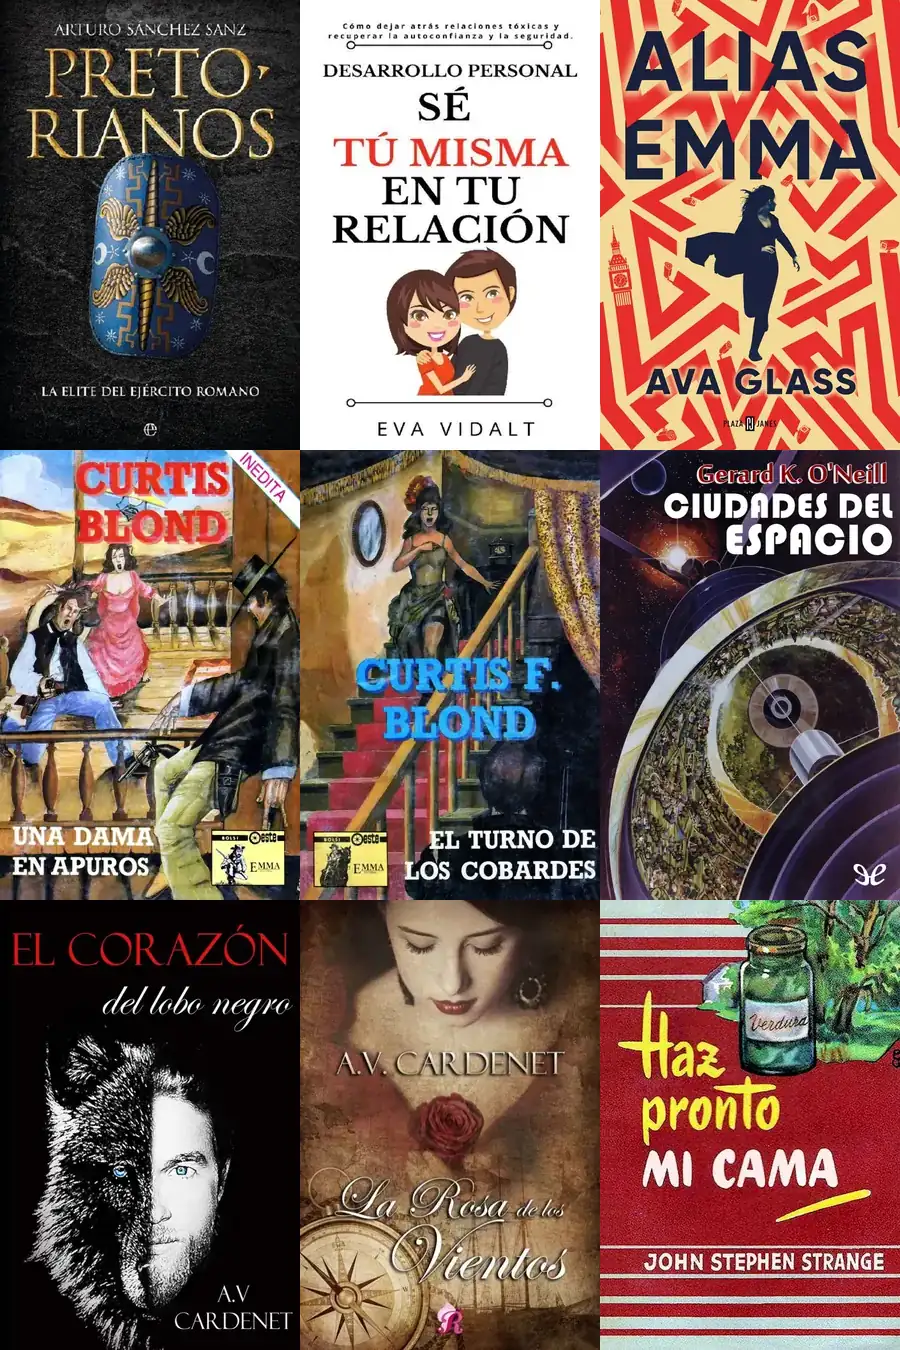 ARTURO SÁNCHEZ SANZ
PRETO-
RIANOS
LA ELITE DEL EJÉRCITO ROMANO
e
Cómo dejar atrás relaciones tóxicas y
recuperar la autoconfianza y la seguridad.
DESARROLLO PERSONAL
SÉ
TÚ MISMA
EN TU
RELACIÓN
EVA VIDALT
ALIAS
EMMA
AVA GLASS
PLAZA JANÉS
CURTIS
BLOND
INEDITA
UNA DAMA
EN APUROS
BOLSI Oeste
EMMA
CURTIS F.
BLOND
BOLSI Oeste
EMMA
EL TURNO DE
LOS COBARDES
Gerard K. O'Neill
CIUDADES DEL
ESPACIO
EL CORAZÓN
del lobo negro
A.V
CARDENET
A.V. CARDENET
La Rosa de los
Vientos
R
Verdura
Haz
pronto
MI CAMA
JOHN STEPHEN STRANGE